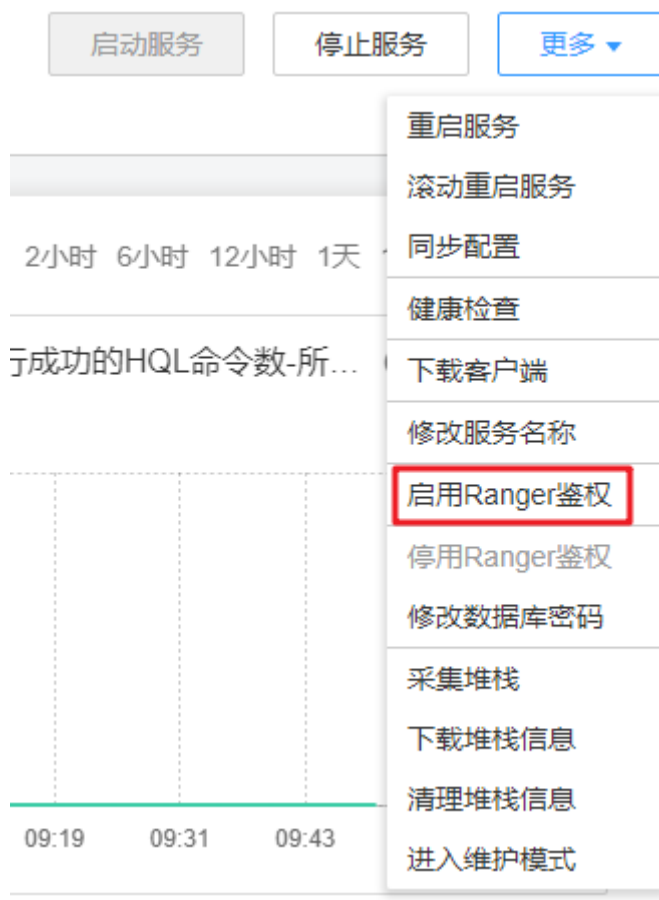 启动服务 停止服务 更多
重启服务
滚动重启服务
2小时 6小时 12小时 1天
同步配置
健康检查
行成功的HQL命令数-所...
下载客户端
修改服务名称
启用Ranger鉴权
停用Ranger鉴权
修改数据库密码
采集堆栈
下载堆栈信息
清理堆栈信息
09:19 09:31 09:43
进入维护模式